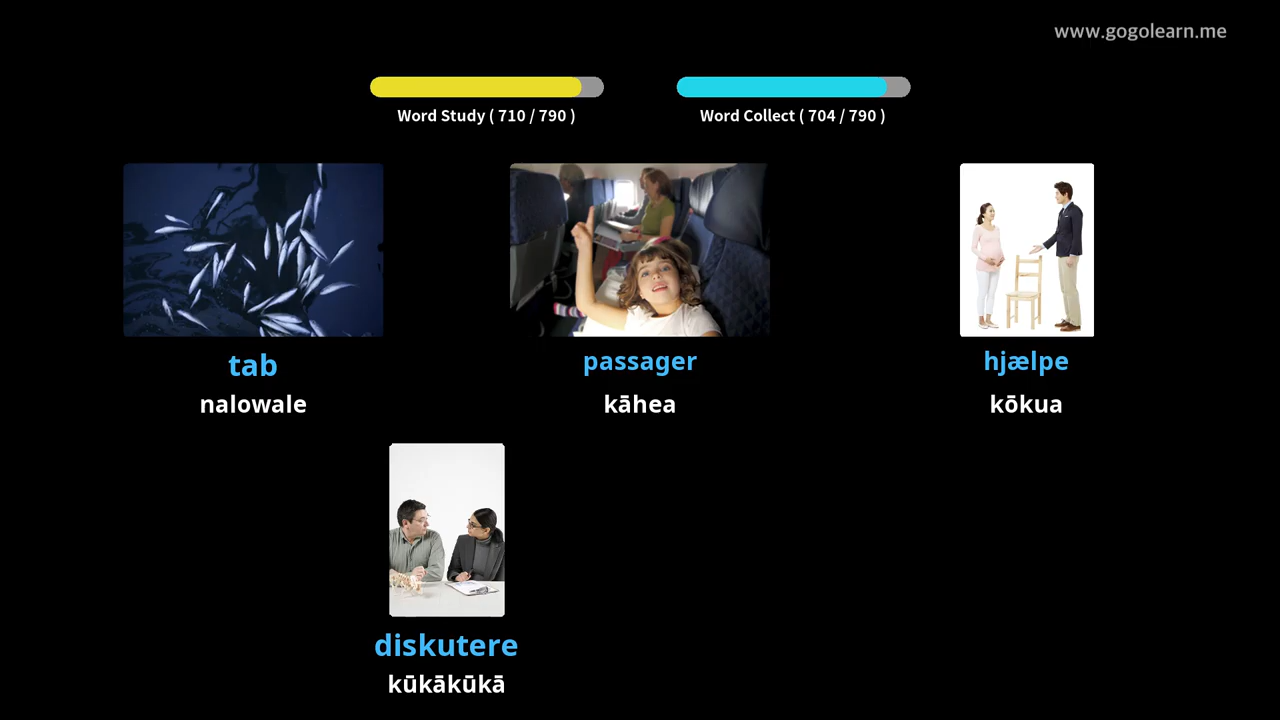 www.gogolearn.me
Word Study ( 710 / 790 )
Word Collect ( 704 / 790 )
tab
nalowale
passager
kāhea
hjælpe
kōkua
diskutere
kūkākūkā